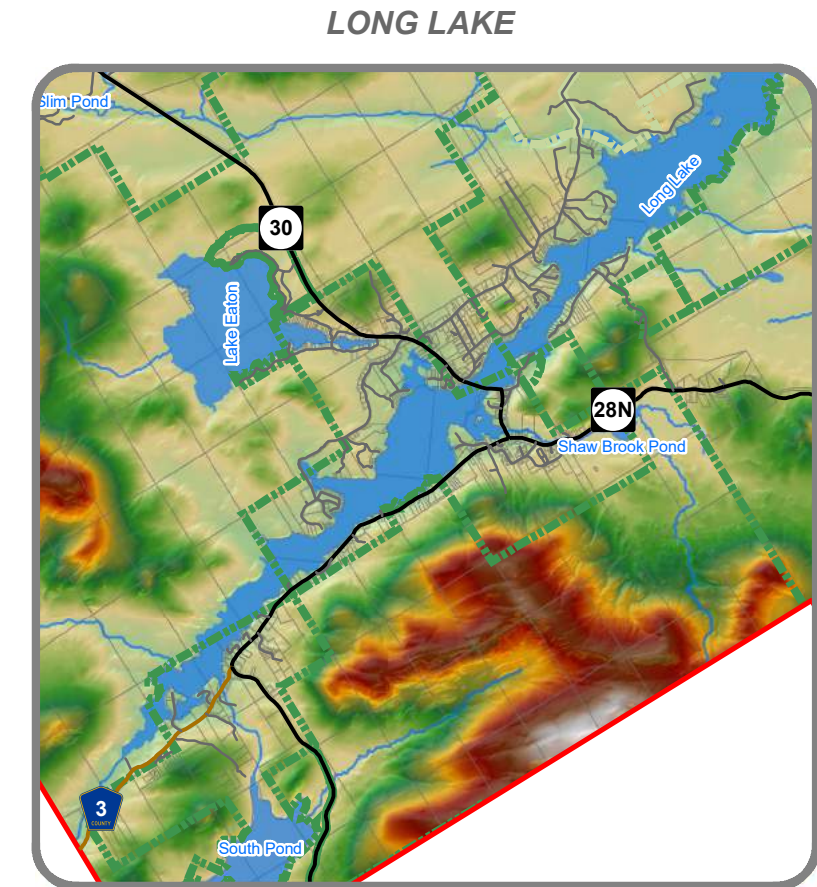 LONG LAKE
Slim Pond
Long Lake
30
Lake Eaton
28N
Shaw Brook Pond
3
COUNTY
South Pond